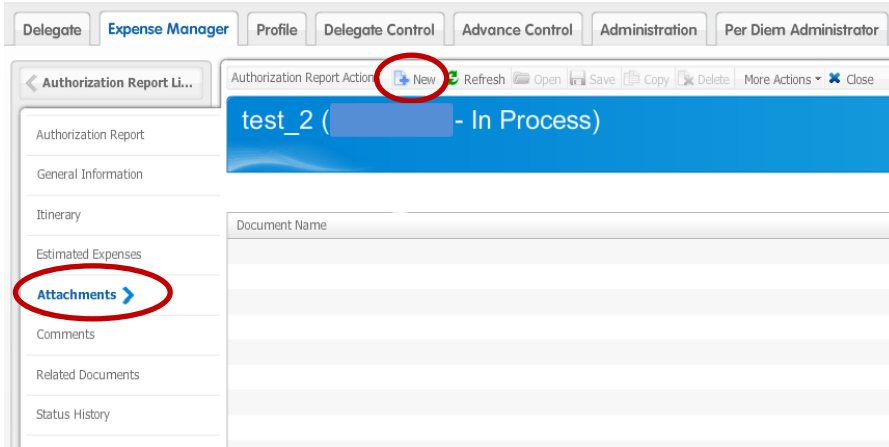 Delegate Expense Manager Profile Delegate Control Advance Control Administration Per Diem Administrator
Authorization Report Li...
Authorization Report Action New Refresh Open Save Copy Delete More Actions Close
test_2 ( - In Process)
Authorization Report
General Information
Itinerary
Document Name
Estimated Expenses
Attachments
Comments
Related Documents
Status History